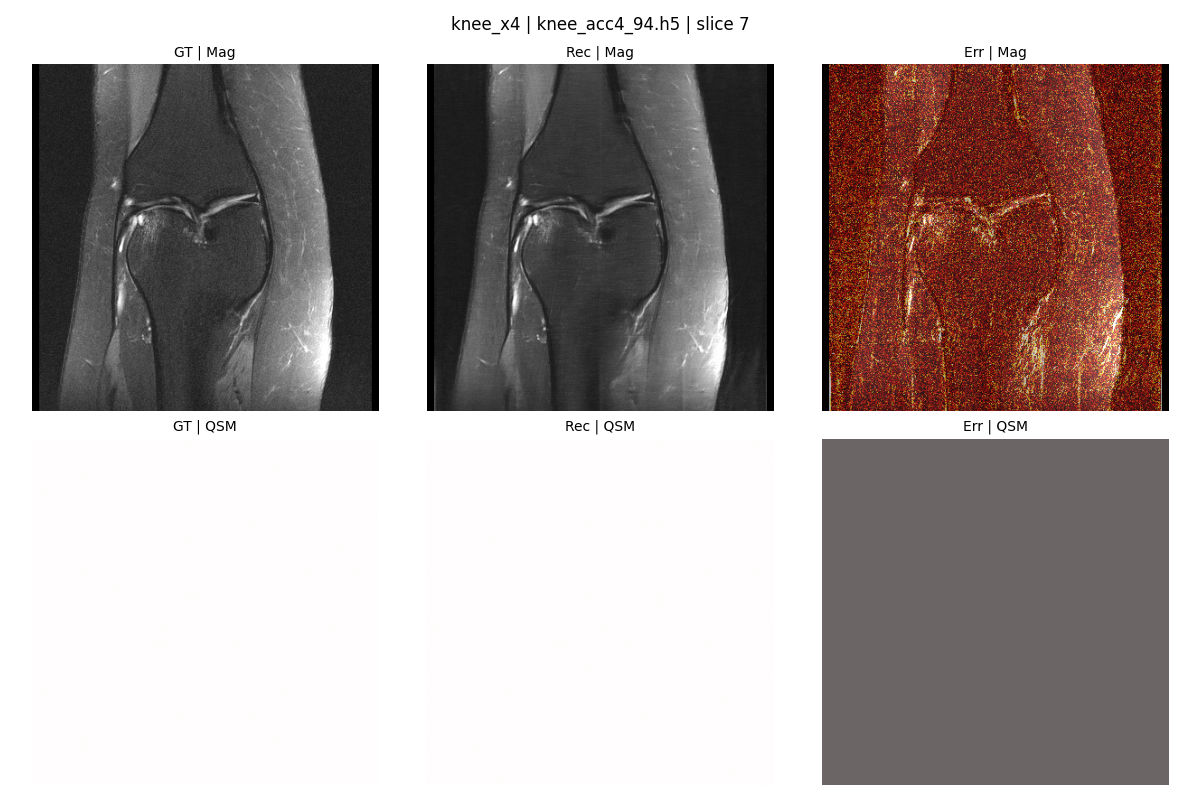 knee_x4 | knee_acc4_94.h5 | slice 7
GT | Mag
Rec | Mag
Err | Mag
GT | QSM
Rec | QSM
Err | QSM